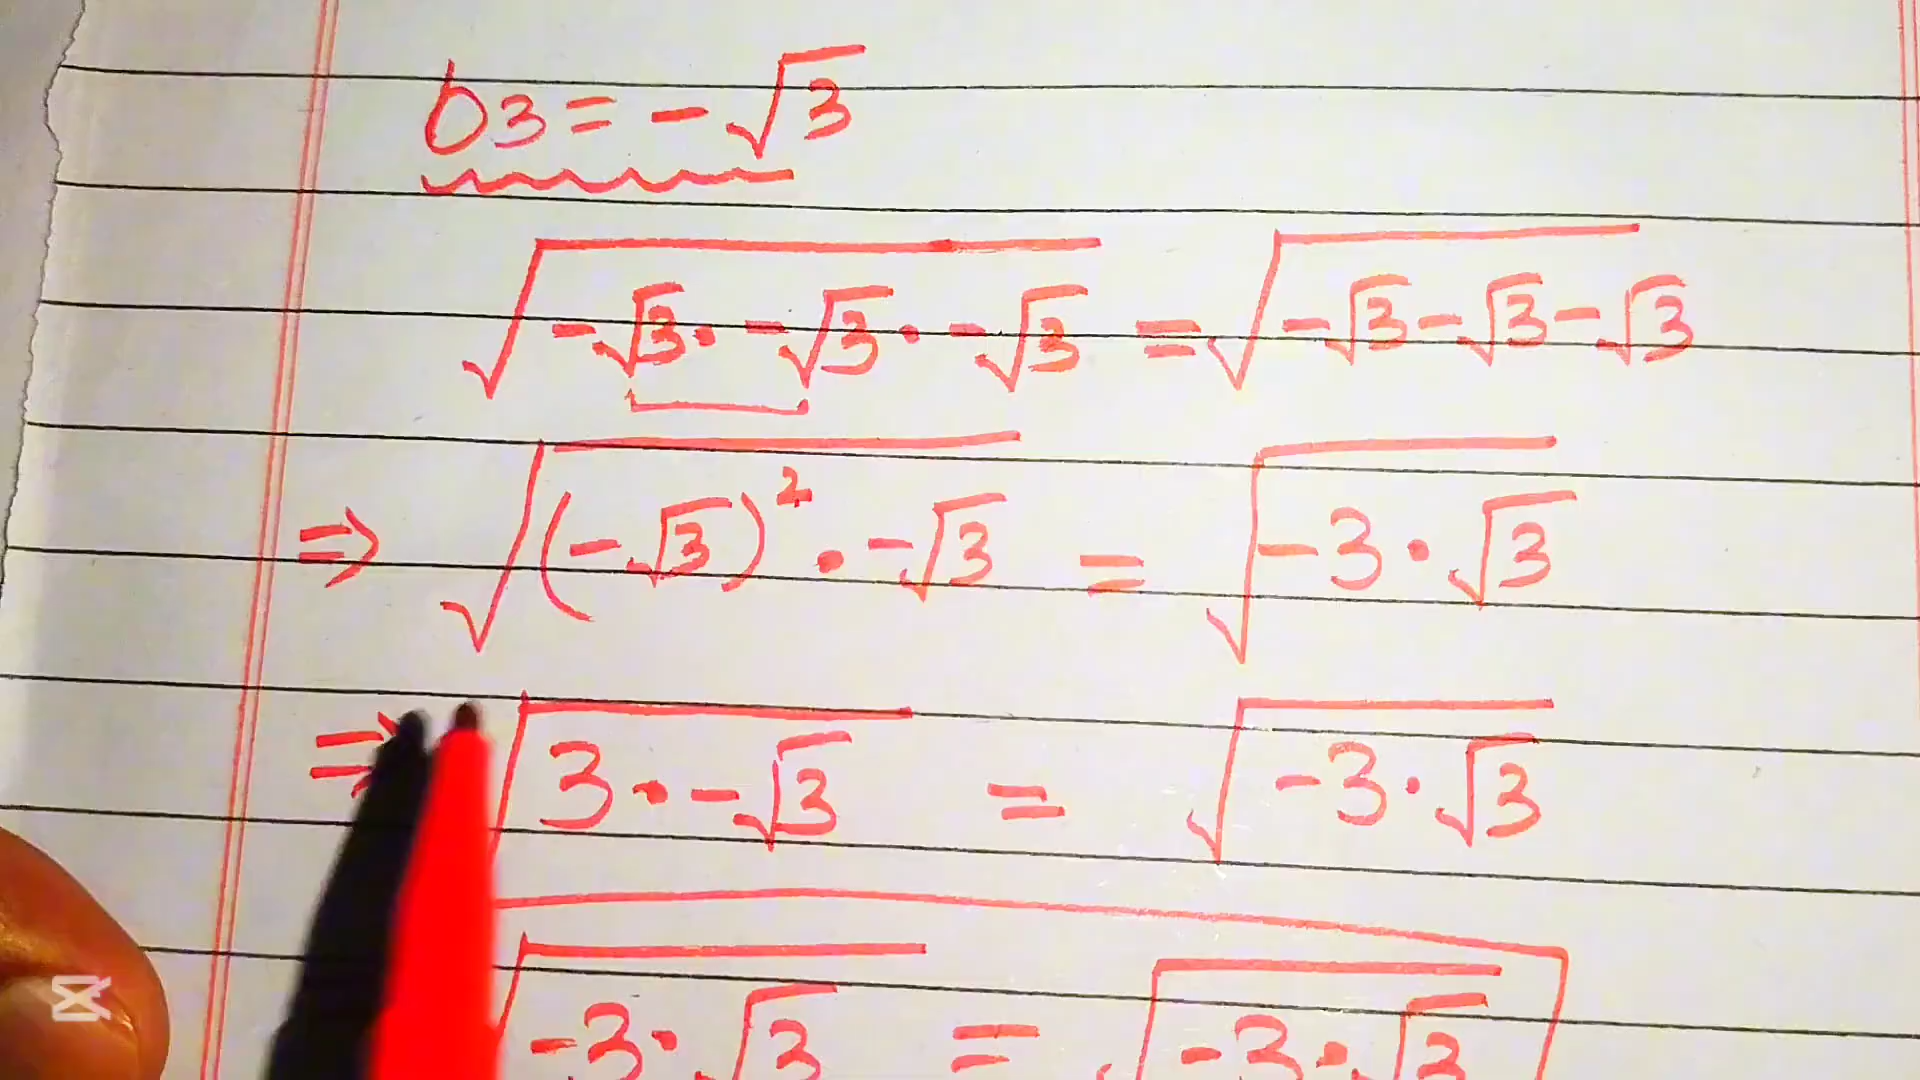 b3 = - √3
√(-√3 · -√3 · -√3) = √(-√3 - √3 - √3)
⇒ √((-√3)² · -√3) = √(-3 · √3)
⇒ √(3 · -√3) = √(-3 · √3)
√(-3 · √3) = √(-3 · √3)